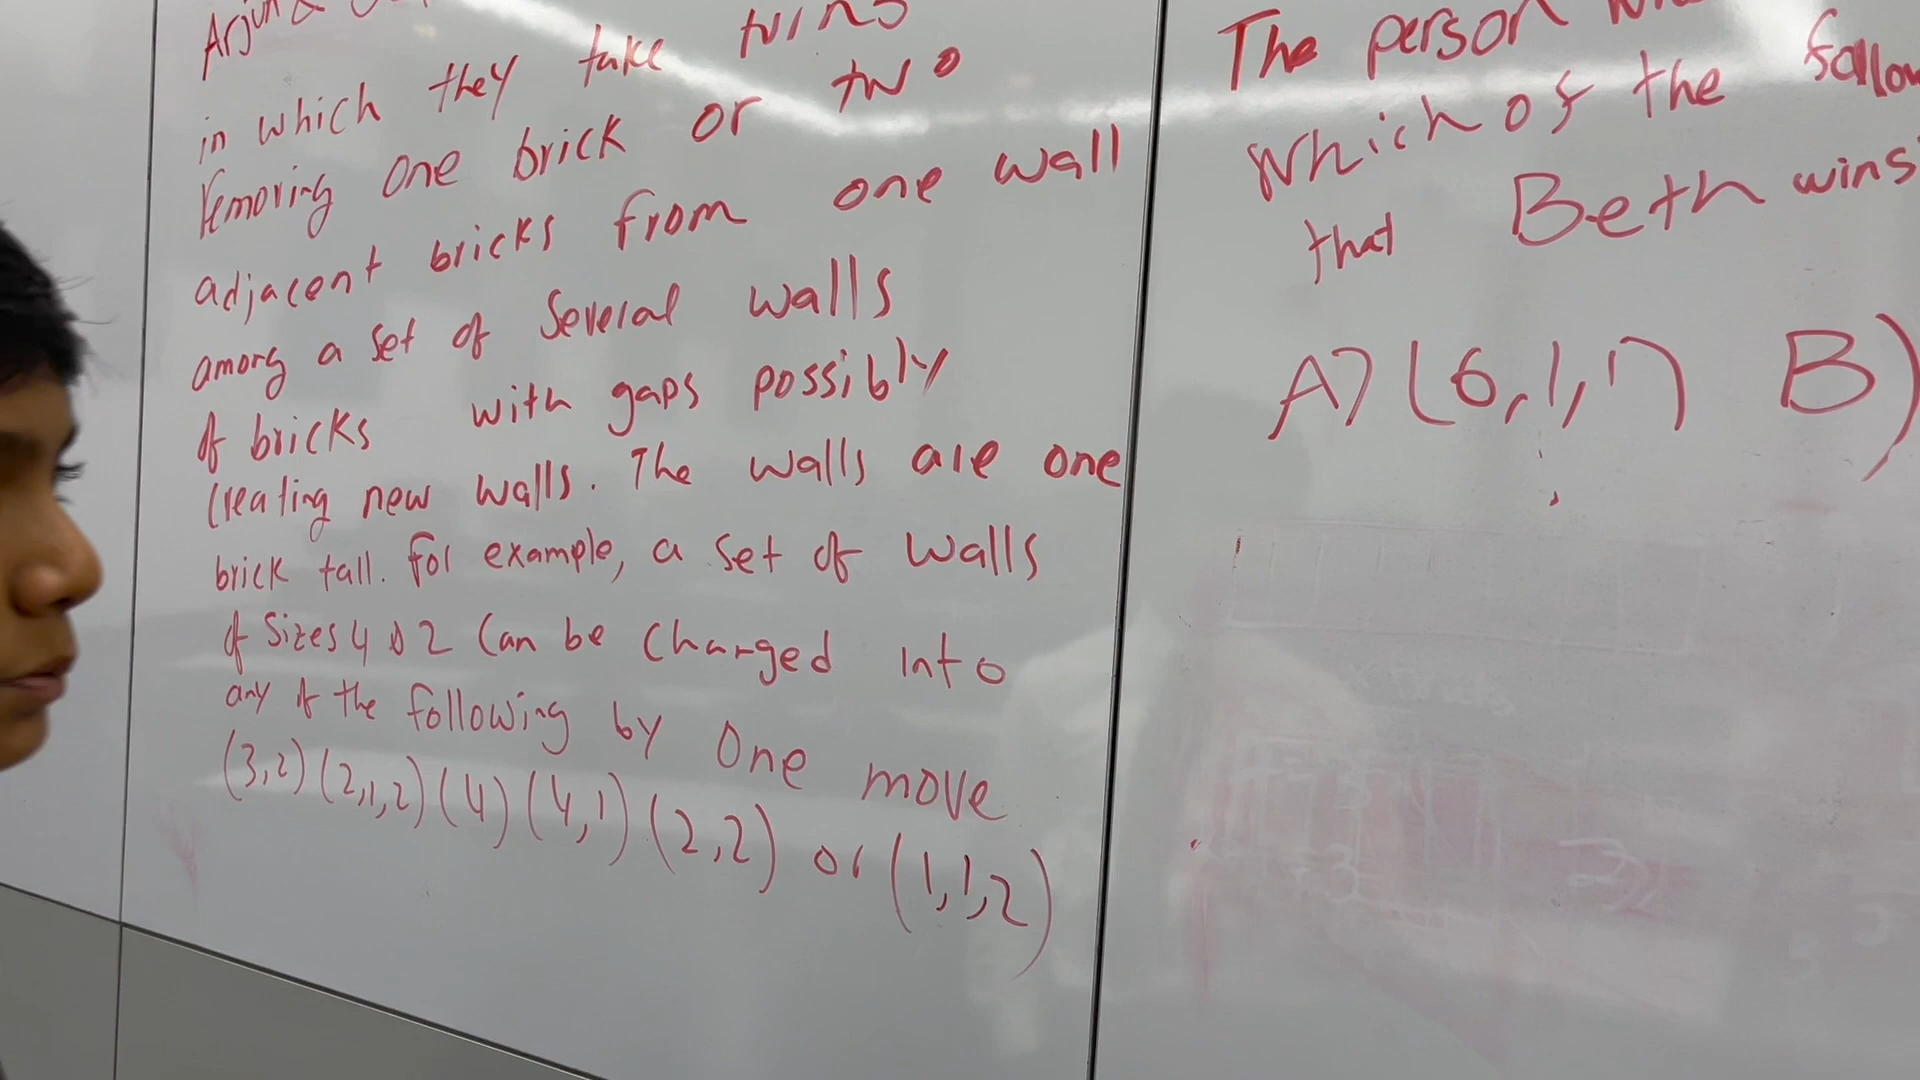 Arjun &
in which they take turns
removing one brick or two
adjacent bricks from one wall
among a set of several walls
of bricks with gaps possibly
creating new walls. The walls are one
brick tall. For example, a set of walls
of sizes 4 & 2 can be changed into
any of the following by one move
(3,2) (2,1,2) (4) (4,1) (2,2) or (1,1,2)
The person
Which of the follow
that Beth wins
A) (6,1,1) B)